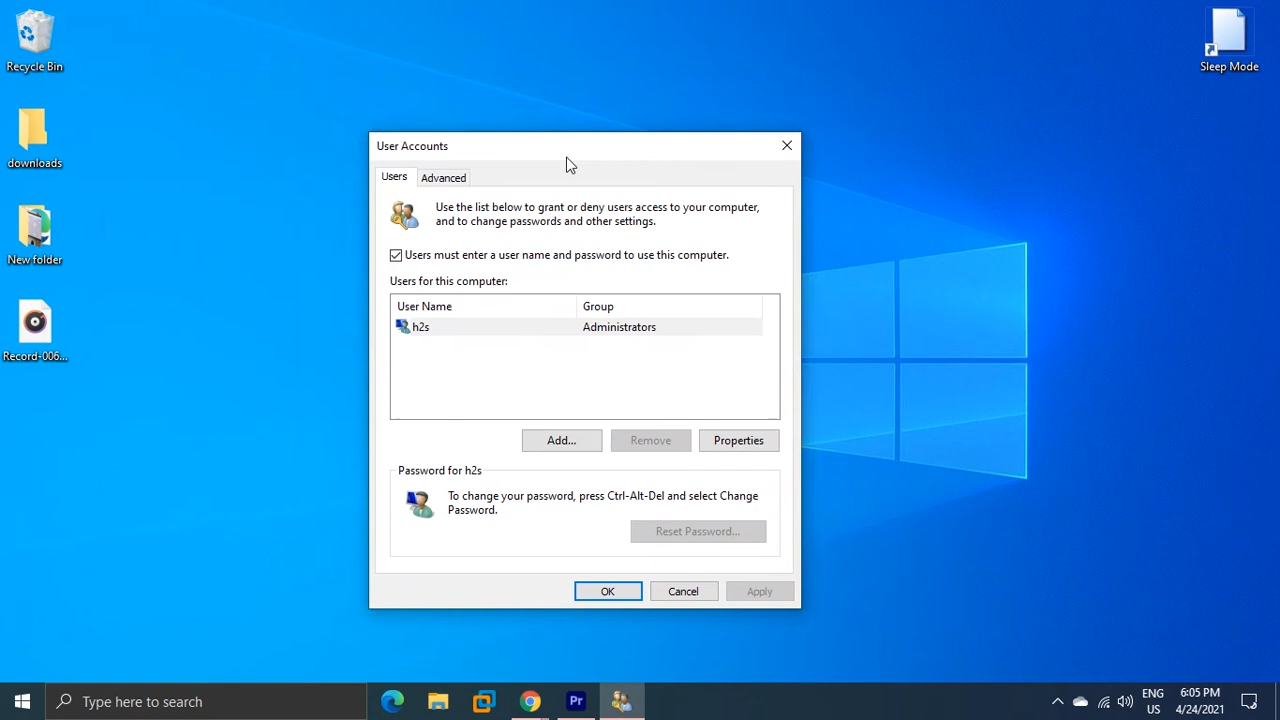 Recycle Bin
downloads
New folder
Record-006...
Sleep Mode
User Accounts
Users
Advanced
Use the list below to grant or deny users access to your computer,
and to change passwords and other settings.
Users must enter a user name and password to use this computer.
Users for this computer:
User Name Group
h2s Administrators
Add... Remove Properties
Password for h2s
To change your password, press Ctrl-Alt-Del and select Change
Password.
Reset Password...
OK Cancel Apply
Type here to search
Pr
ENG
US
6:05 PM
4/24/2021